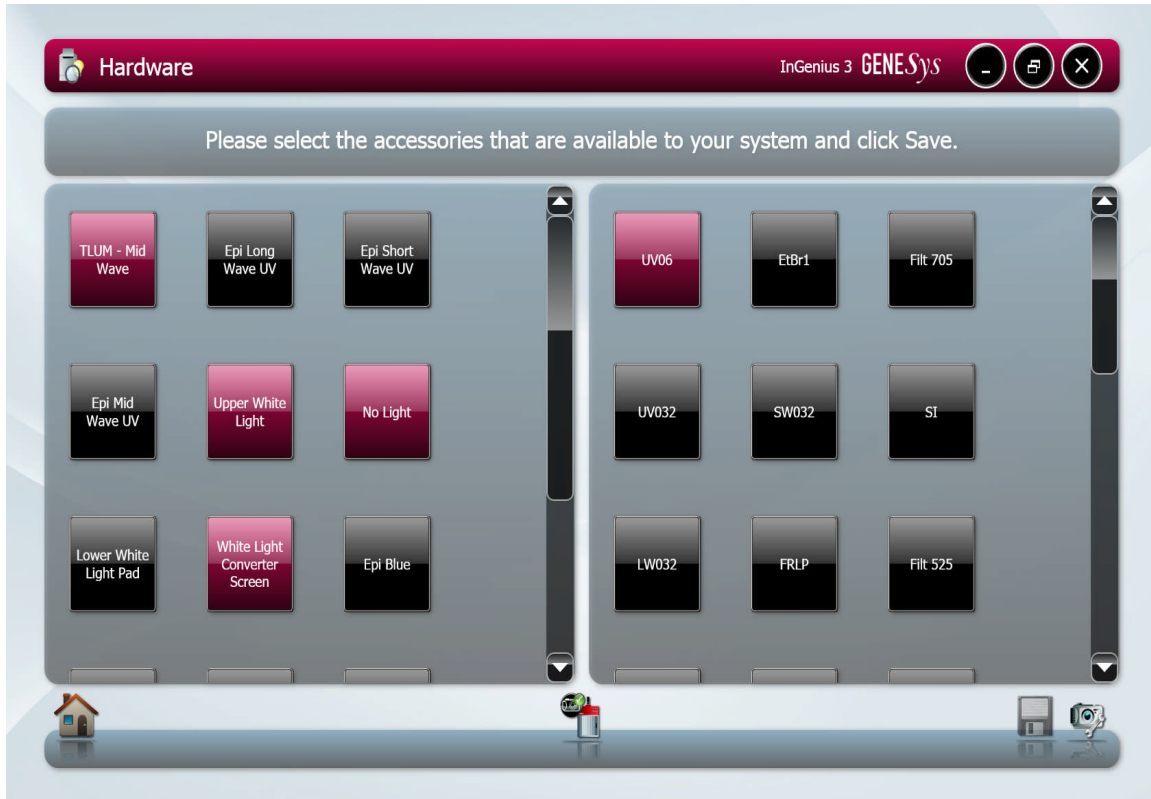 Hardware
InGenius 3 GENESys
Please select the accessories that are available to your system and click Save.
TLUM - Mid
Wave
Epi Long
Wave UV
Epi Short
Wave UV
Epi Mid
Wave UV
Upper White
Light
No Light
Lower White
Light Pad
White Light
Converter
Screen
Epi Blue
UV06
EtBr1
Filt 705
UV032
SW032
SI
LW032
FRLP
Filt 525